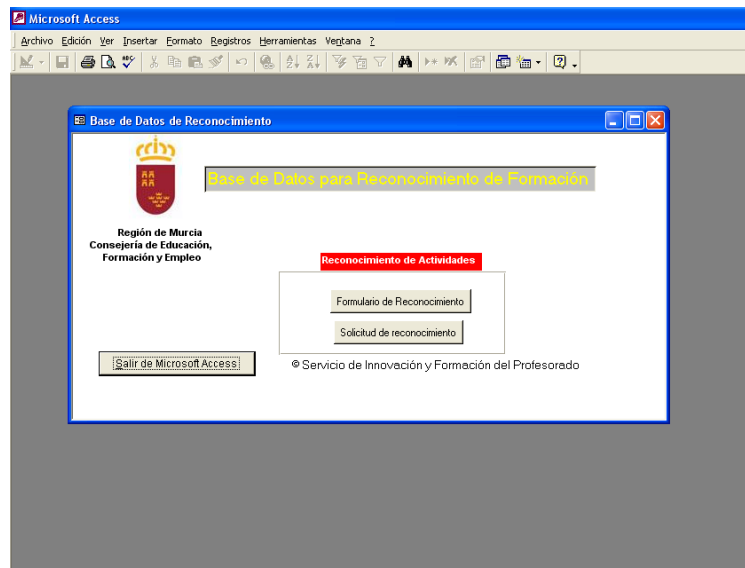 Microsoft Access
Archivo Edición Ver Insertar Formato Registros Herramientas Ventana ?
Base de Datos de Reconocimiento
Base de Datos para Reconocimiento de Formación
Región de Murcia
Consejería de Educación,
Formación y Empleo
Reconocimiento de Actividades
Formulario de Reconocimiento
Solicitud de reconocimiento
Salir de Microsoft Access
© Servicio de Innovación y Formación del Profesorado